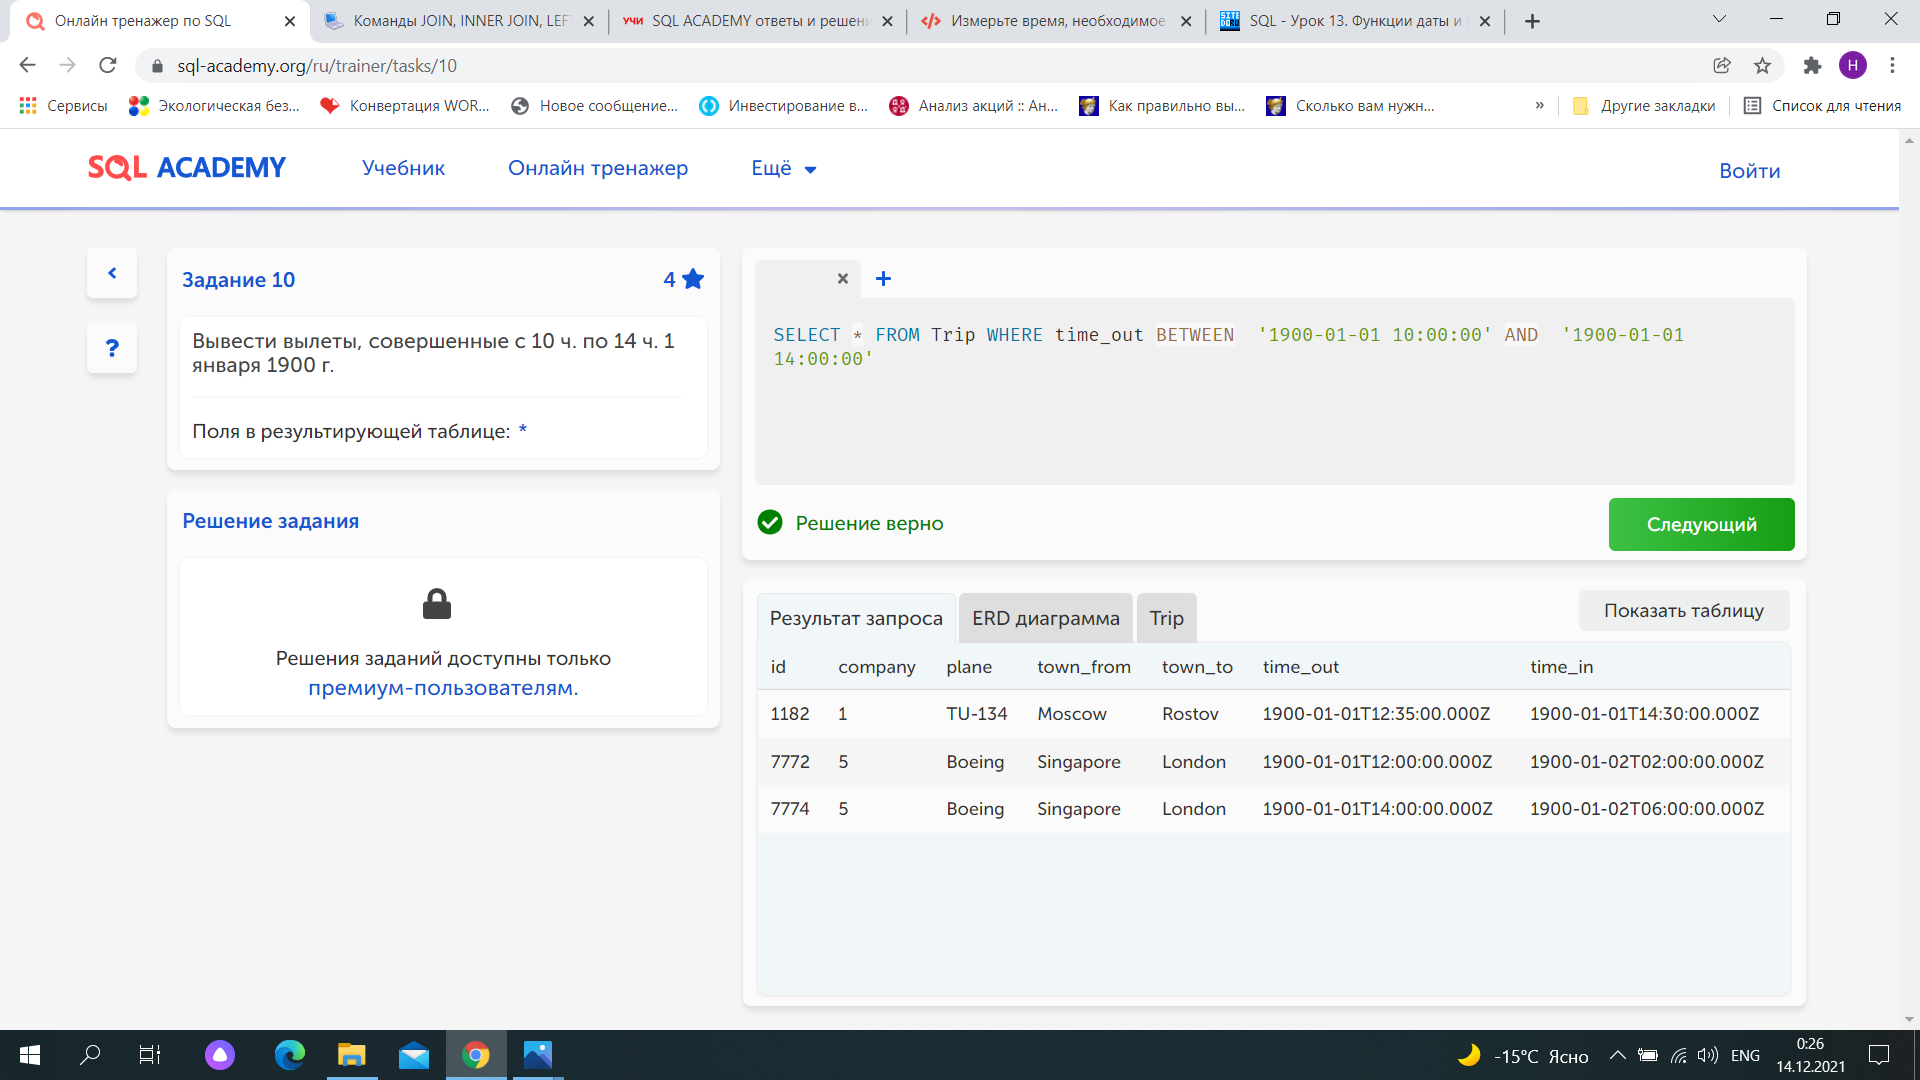 Онлайн тренажер по SQL
Команды JOIN, INNER JOIN, LEF
УЧИ SQL ACADEMY ответы и решени
Измерьте время, необходимое
SQL - Урок 13. Функции даты и
sql-academy.org/ru/trainer/tasks/10
Н
Сервисы
Экологическая без...
Конвертация WOR...
Новое сообщение...
Инвестирование в...
Анализ акций :: Ан...
Как правильно вы...
Сколько вам нужн...
»
Другие закладки
Список для чтения
SQL ACADEMY
Учебник
Онлайн тренажер
Ещё
Войти
Задание 10
4
Вывести вылеты, совершенные с 10 ч. по 14 ч. 1
января 1900 г.
Поля в результирующей таблице: *
?
Решение задания
Решения заданий доступны только
премиум-пользователям.
SELECT * FROM Trip WHERE time_out BETWEEN '1900-01-01 10:00:00' AND '1900-01-01
14:00:00'
Решение верно
Следующий
Результат запроса
ERD диаграмма
Trip
Показать таблицу
id company plane town_from town_to time_out time_in
1182 1 TU-134 Moscow Rostov 1900-01-01T12:35:00.000Z 1900-01-01T14:30:00.000Z
7772 5 Boeing Singapore London 1900-01-01T12:00:00.000Z 1900-01-02T02:00:00.000Z
7774 5 Boeing Singapore London 1900-01-01T14:00:00.000Z 1900-01-02T06:00:00.000Z
-15°C Ясно
ENG
0:26
14.12.2021